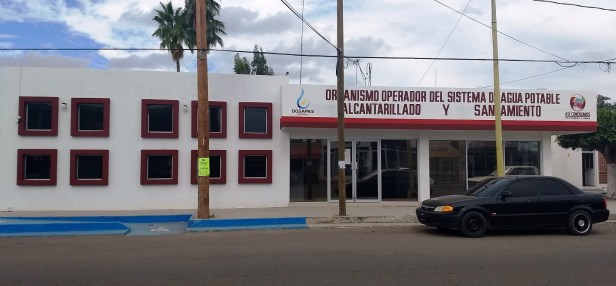 ORGANISMO OPERADOR DEL SISTEMA DE AGUA POTABLE
ALCANTARILLADO Y SANEAMIENTO
OOSAPAS